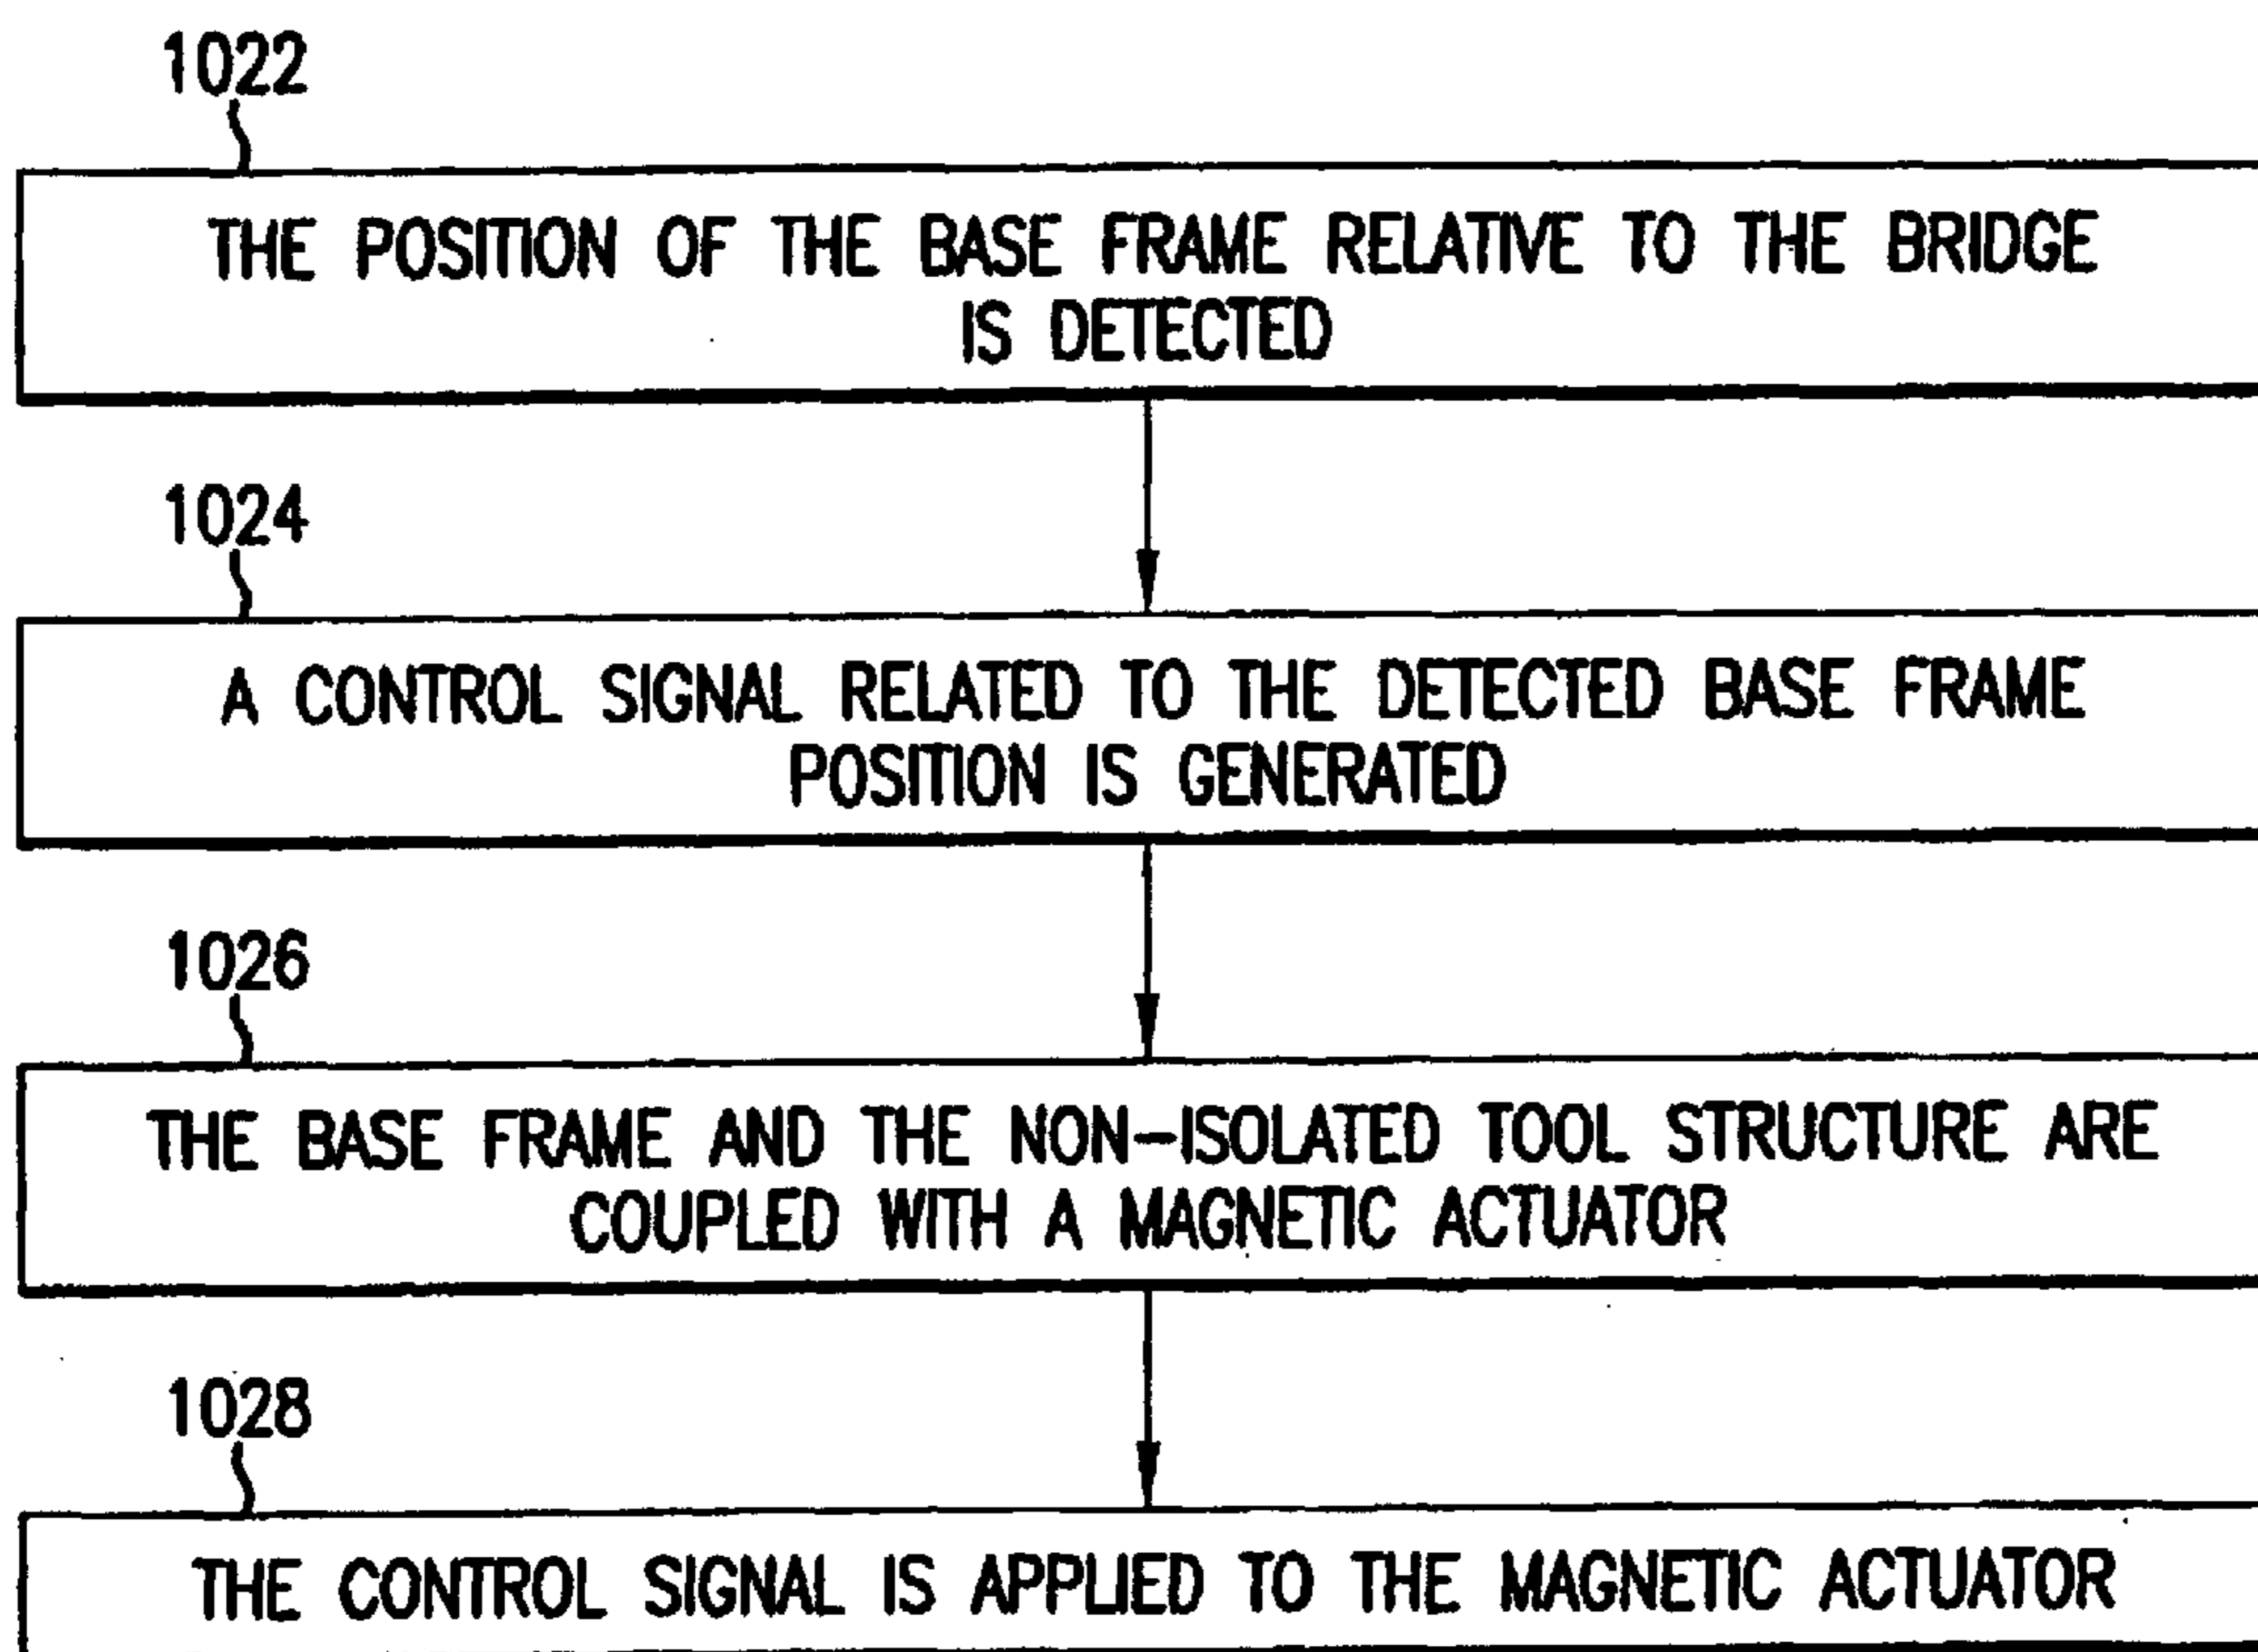 1022
THE POSITION OF THE BASE FRAME RELATIVE TO THE BRIDGE
IS DETECTED
1024
A CONTROL SIGNAL RELATED TO THE DETECTED BASE FRAME
POSITION IS GENERATED
1026
THE BASE FRAME AND THE NON-ISOLATED TOOL STRUCTURE ARE
COUPLED WITH A MAGNETIC ACTUATOR
1028
THE CONTROL SIGNAL IS APPLIED TO THE MAGNETIC ACTUATOR